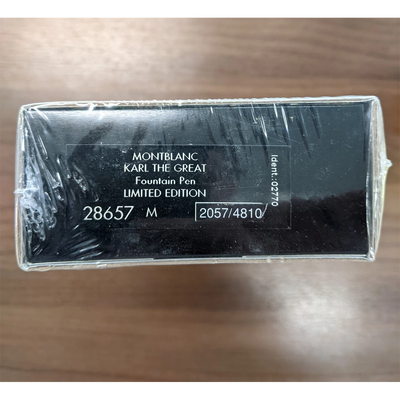 MONTBLANC
KARL THE GREAT
Fountain Pen
LIMITED EDITION
28657 M
2057/4810
Ident.:02770